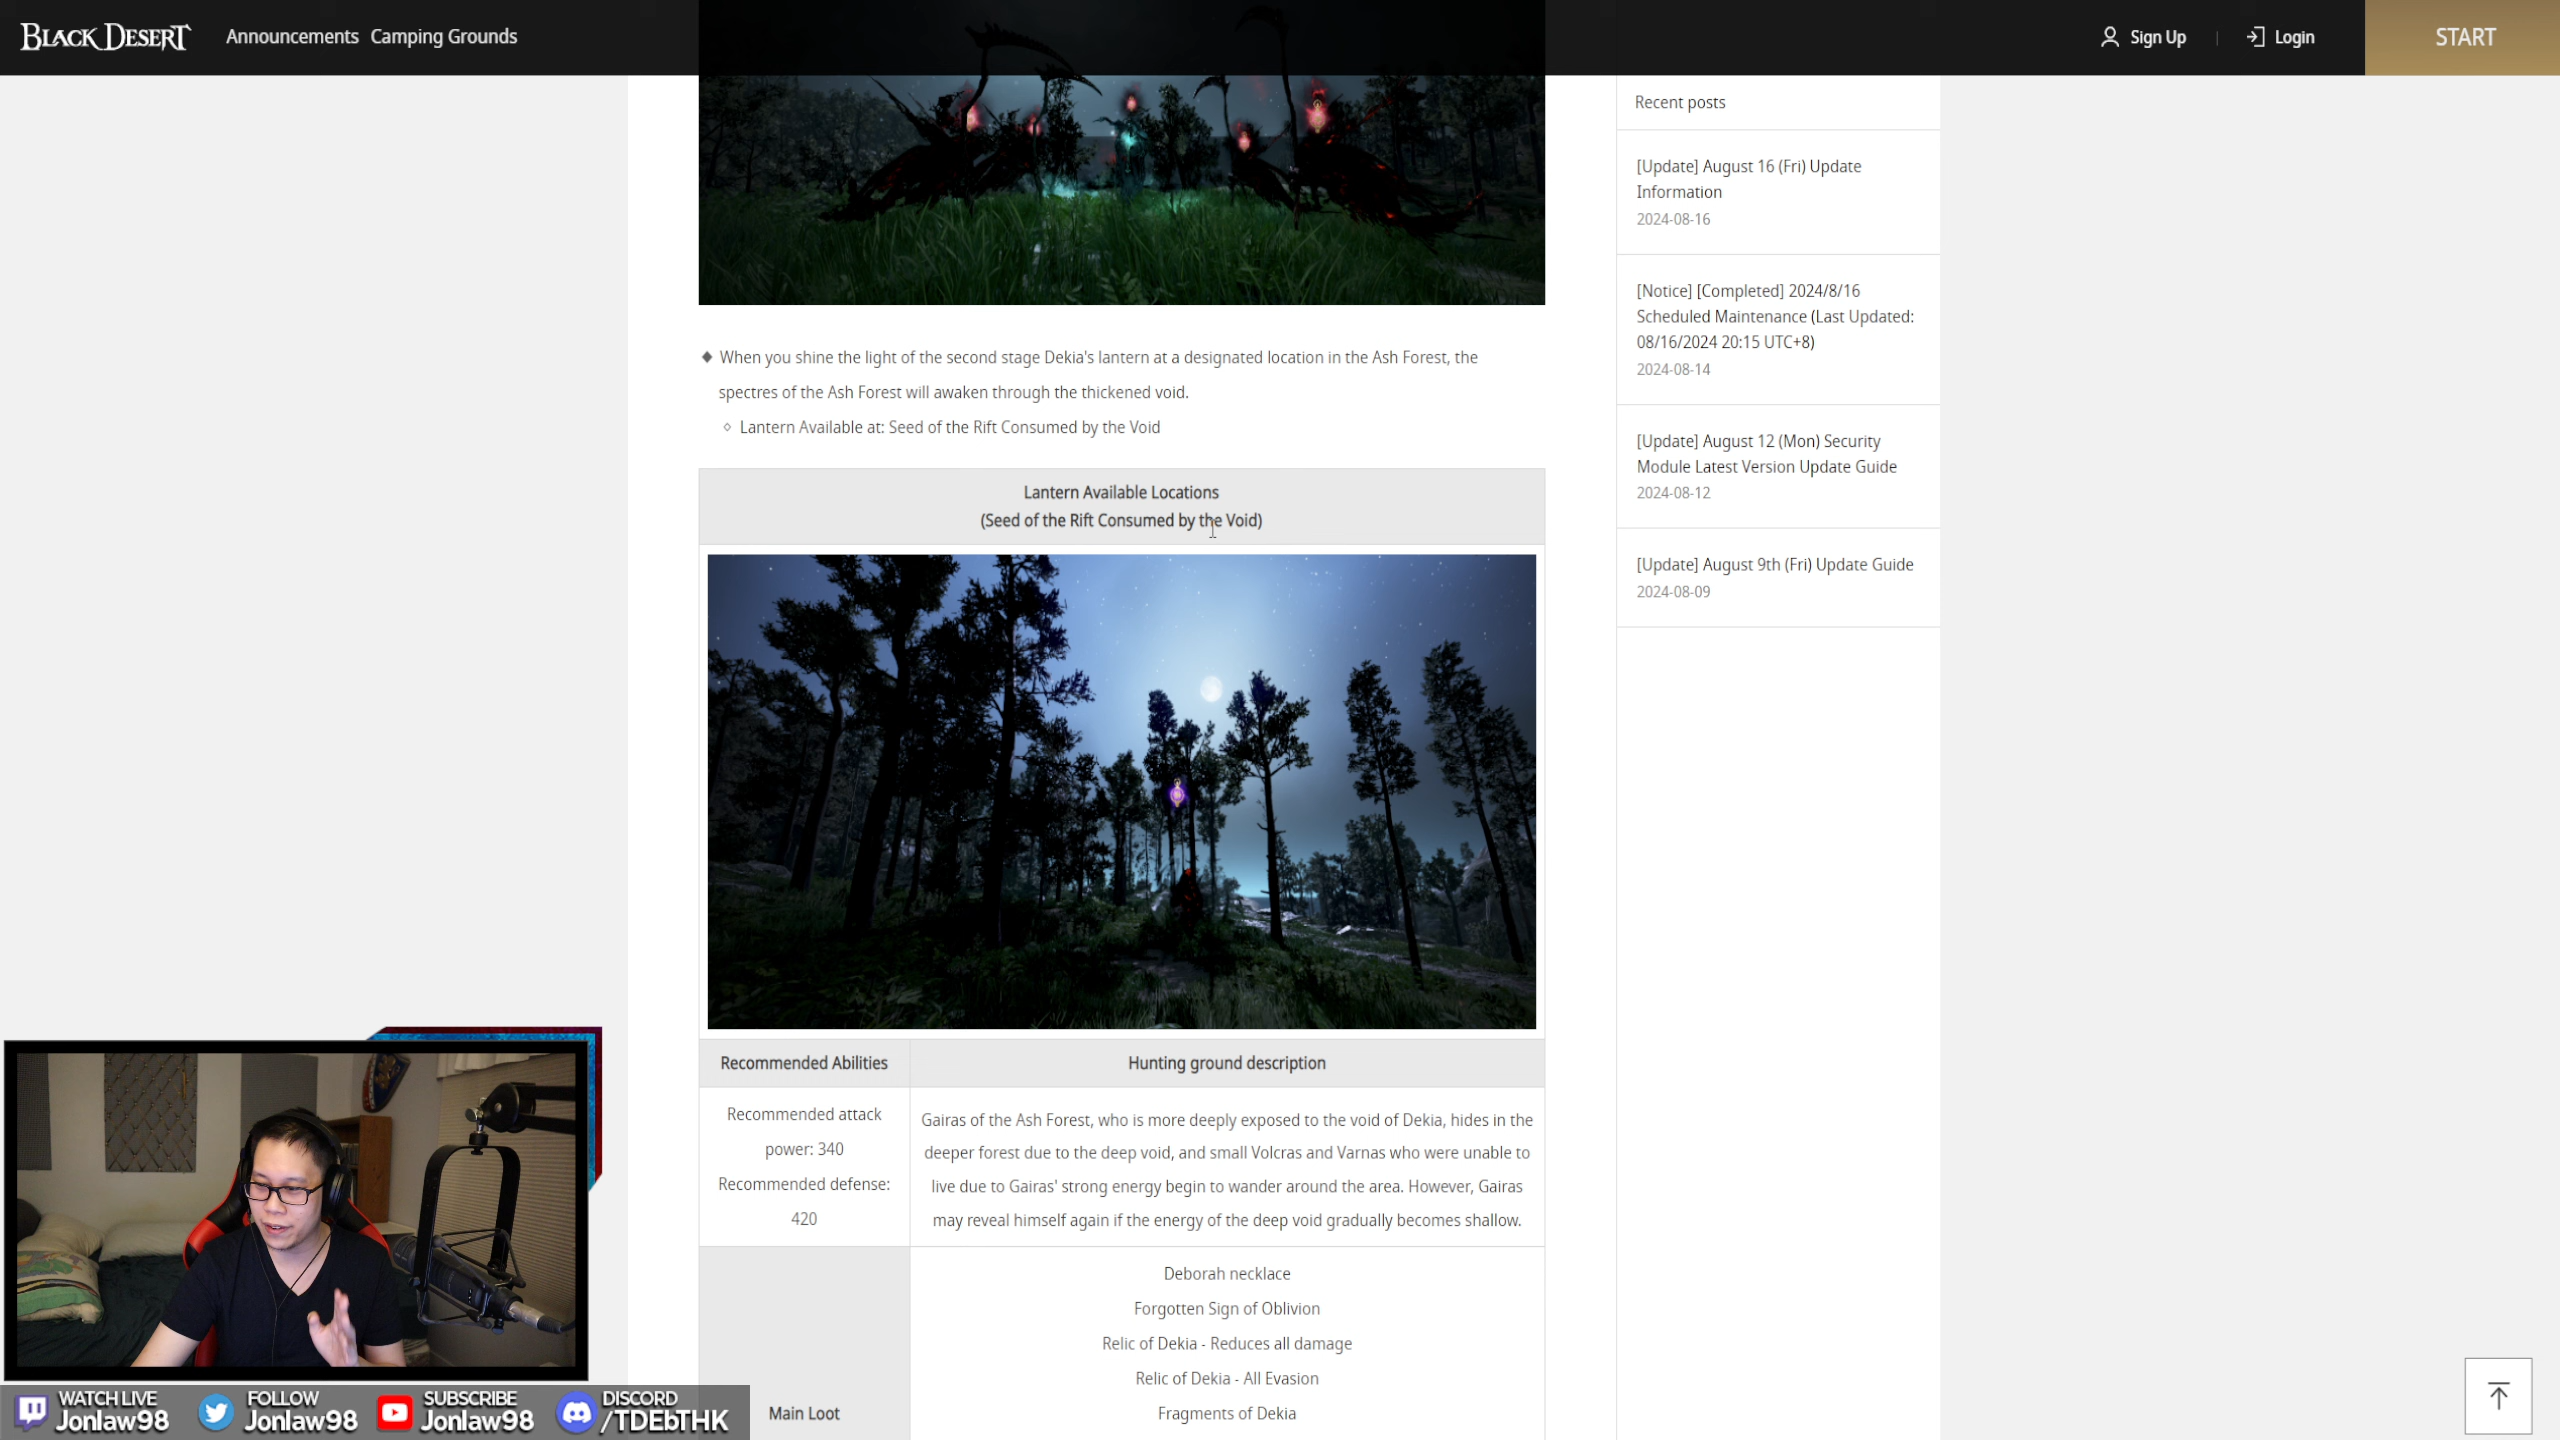 BLACK DESERT
Announcements
Camping Grounds
Sign Up
Login
START
Recent posts
[Update] August 16 (Fri) Update
Information
2024-08-16
[Notice] [Completed] 2024/8/16
Scheduled Maintenance (Last Updated:
08/16/2024 20:15 UTC+8)
2024-08-14
[Update] August 12 (Mon) Security
Module Latest Version Update Guide
2024-08-12
[Update] August 9th (Fri) Update Guide
2024-08-09
When you shine the light of the second stage Dekia's lantern at a designated location in the Ash Forest, the
spectres of the Ash Forest will awaken through the thickened void.
Lantern Available at: Seed of the Rift Consumed by the Void
Lantern Available Locations
(Seed of the Rift Consumed by the Void)
Recommended Abilities
Hunting ground description
Recommended attack
power: 340
Recommended defense:
420
Gairas of the Ash Forest, who is more deeply exposed to the void of Dekia, hides in the
deeper forest due to the deep void, and small Volcras and Varnas who were unable to
live due to Gairas' strong energy begin to wander around the area. However, Gairas
may reveal himself again if the energy of the deep void gradually becomes shallow.
Main Loot
Deborah necklace
Forgotten Sign of Oblivion
Relic of Dekia - Reduces all damage
Relic of Dekia - All Evasion
Fragments of Dekia
WATCH LIVE
Jonlaw98
FOLLOW
Jonlaw98
SUBSCRIBE
Jonlaw98
DISCORD
/TDEbTHK